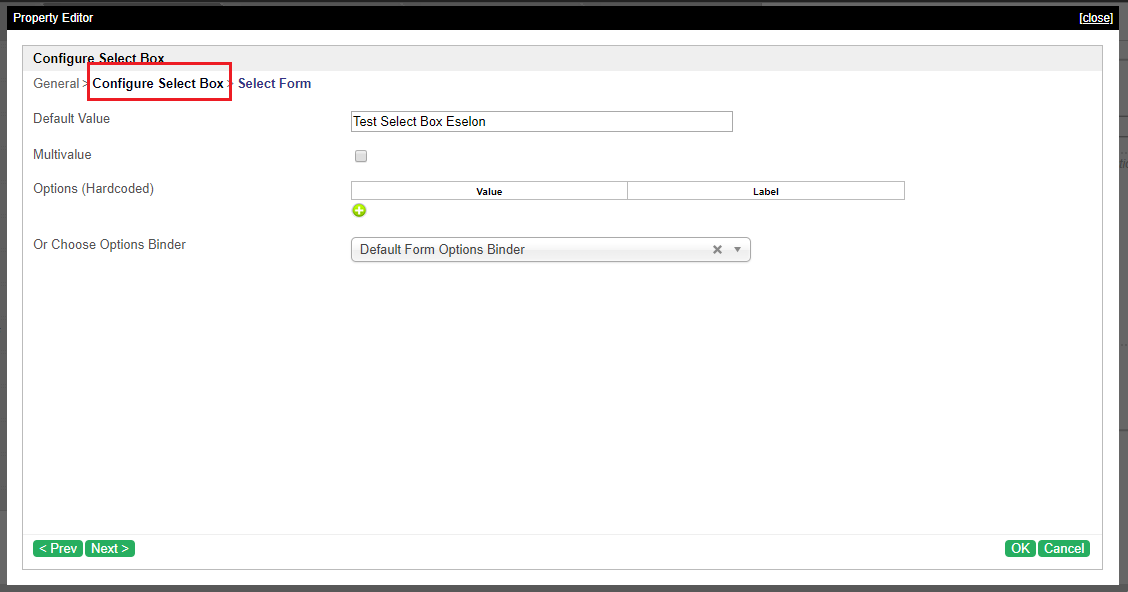 Property Editor [close]
Configure Select Box
General > Configure Select Box > Select Form
Default Value Test Select Box Eselon
Multivalue
Options (Hardcoded) Value Label
Or Choose Options Binder Default Form Options Binder
< Prev Next > OK Cancel